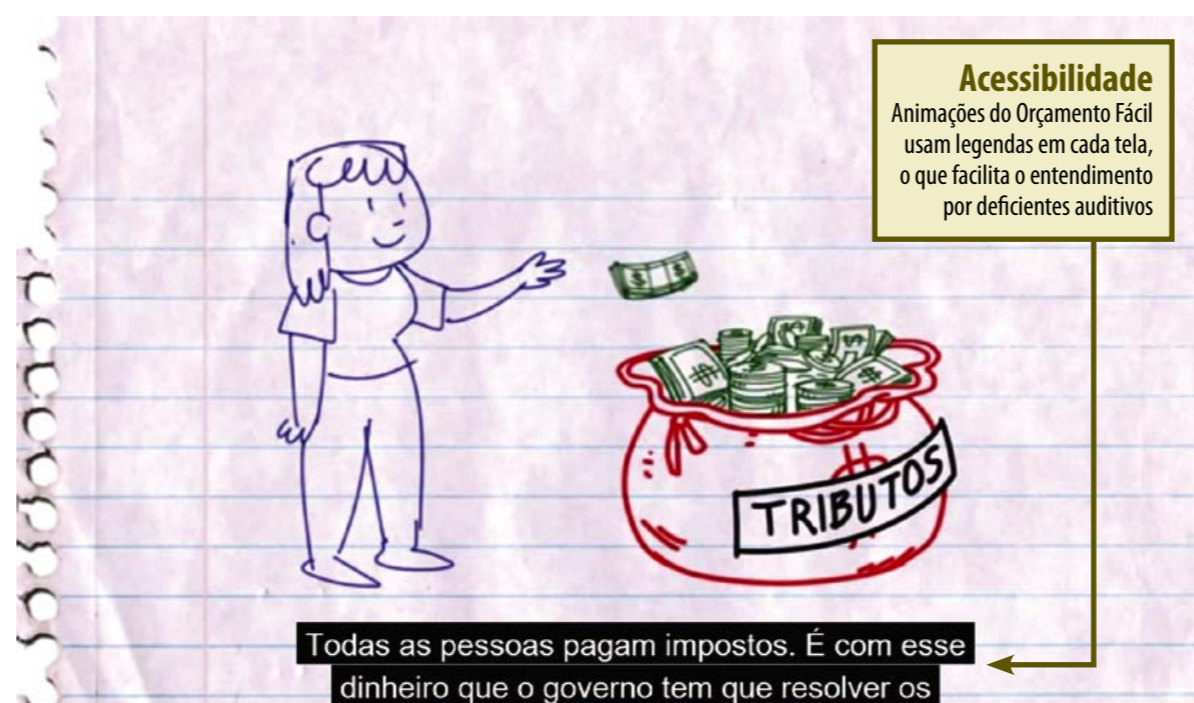 Acessibilidade
Animações do Orçamento Fácil
usam legendas em cada tela,
o que facilita o entendimento
por deficientes auditivos
TRIBUTOS
Todas as pessoas pagam impostos. É com esse
dinheiro que o governo tem que resolver os